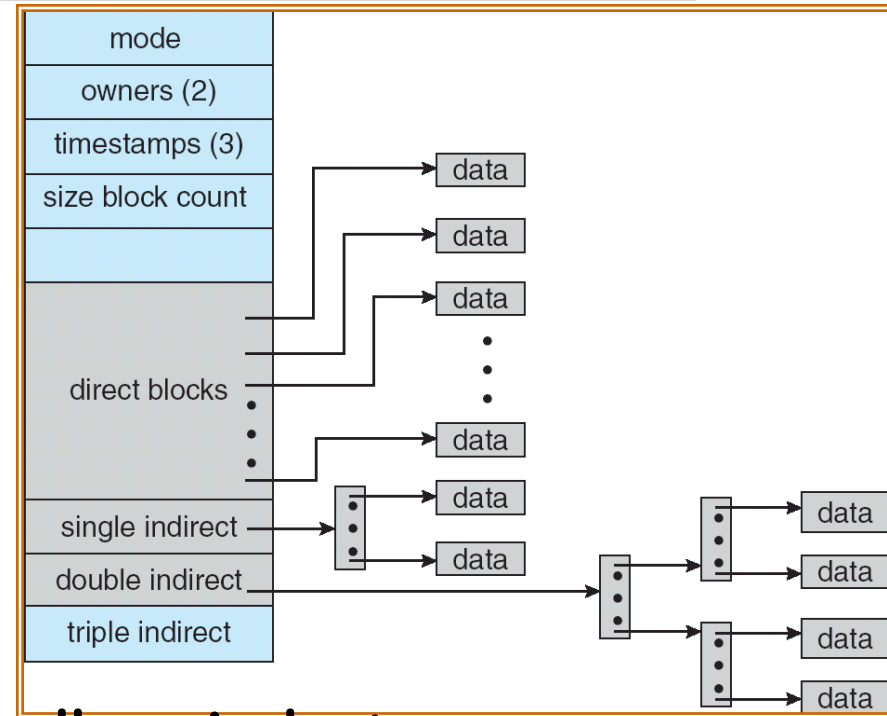 mode
owners (2)
timestamps (3)
size block count
direct blocks
single indirect
double indirect
triple indirect
data
data
data
data
data
data
data
data
data
data